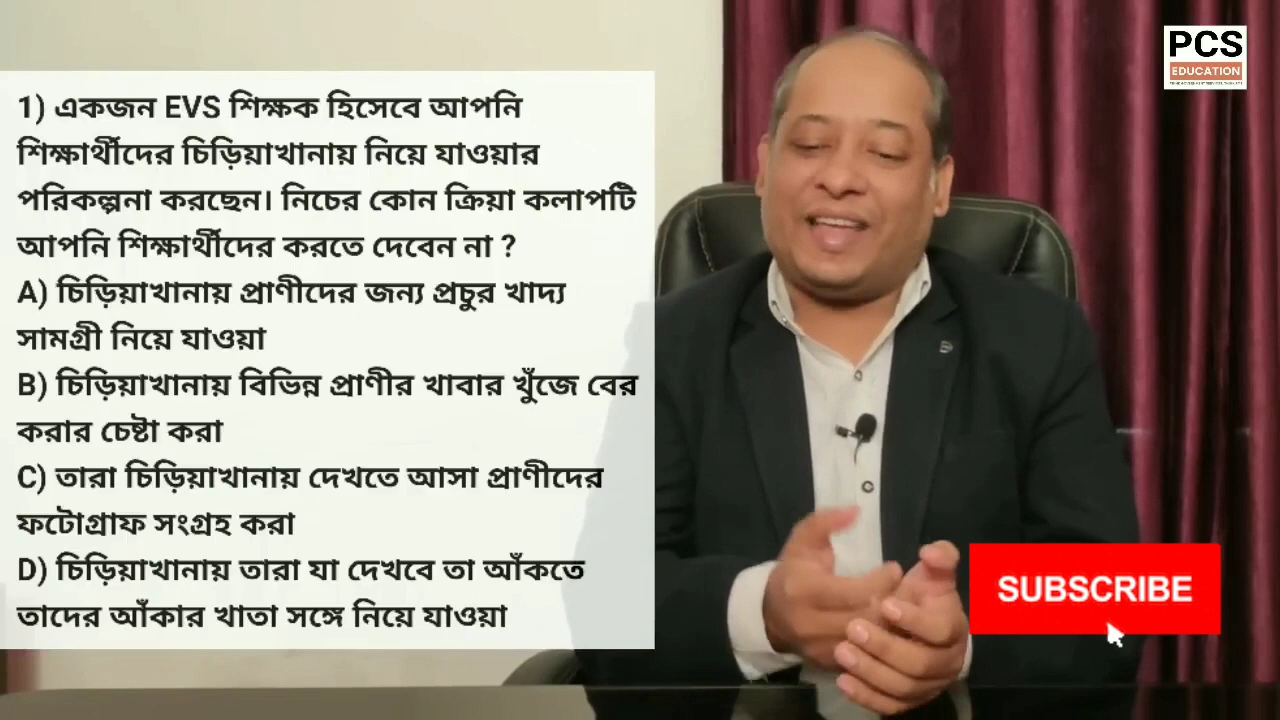 1) একজন EVS শিক্ষক হিসেবে আপনি
শিক্ষার্থীদের চিড়িয়াখানায় নিয়ে যাওয়ার
পরিকল্পনা করছেন। নিচের কোন ক্রিয়া কলাপটি
আপনি শিক্ষার্থীদের করতে দেবেন না ?
A) চিড়িয়াখানায় প্রাণীদের জন্য প্রচুর খাদ্য
সামগ্রী নিয়ে যাওয়া
B) চিড়িয়াখানায় বিভিন্ন প্রাণীর খাবার খুঁজে বের
করার চেষ্টা করা
C) তারা চিড়িয়াখানায় দেখতে আসা প্রাণীদের
ফটোগ্রাফ সংগ্রহ করা
D) চিড়িয়াখানায় তারা যা দেখবে তা আঁকতে
তাদের আঁকার খাতা সঙ্গে নিয়ে যাওয়া
PCS
EDUCATION
SUBSCRIBE